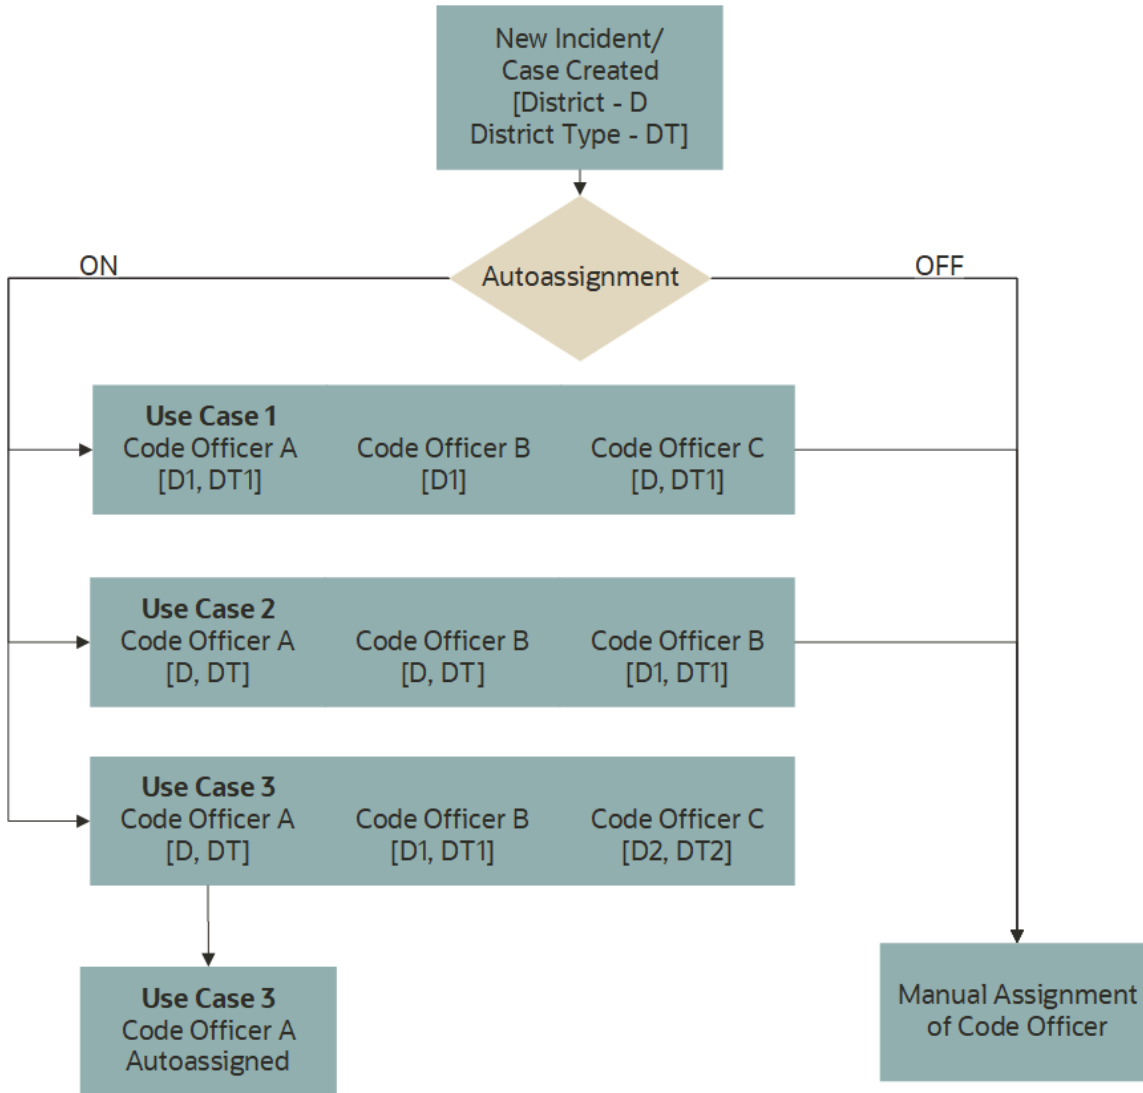 New Incident/
Case Created
[District - D
District Type - DT]
ON
Autoassignment
OFF
Use Case 1
Code Officer A
[D1, DT1]
Code Officer B
[D1]
Code Officer C
[D, DT1]
Use Case 2
Code Officer A
[D, DT]
Code Officer B
[D, DT]
Code Officer B
[D1, DT1]
Use Case 3
Code Officer A
[D, DT]
Code Officer B
[D1, DT1]
Code Officer C
[D2, DT2]
Use Case 3
Code Officer A
Autoassigned
Manual Assignment
of Code Officer